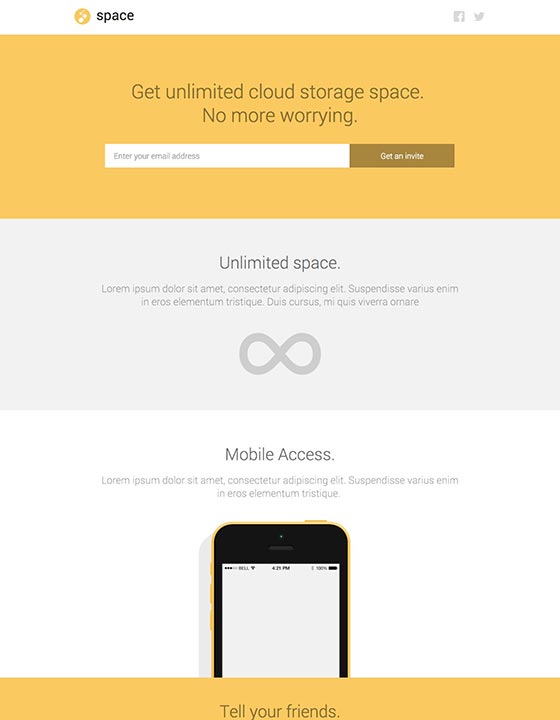 space
Get unlimited cloud storage space.
No more worrying.
Enter your email address
Get an invite
Unlimited space.
Lorem ipsum dolor sit amet, consectetur adipiscing elit. Suspendisse varius enim
in eros elementum tristique. Duis cursus, mi quis viverra ornare
Mobile Access.
Lorem ipsum dolor sit amet, consectetur adipiscing elit. Suspendisse varius enim
in eros elementum tristique.
BELL 4:21 PM 100%
Tell your friends.